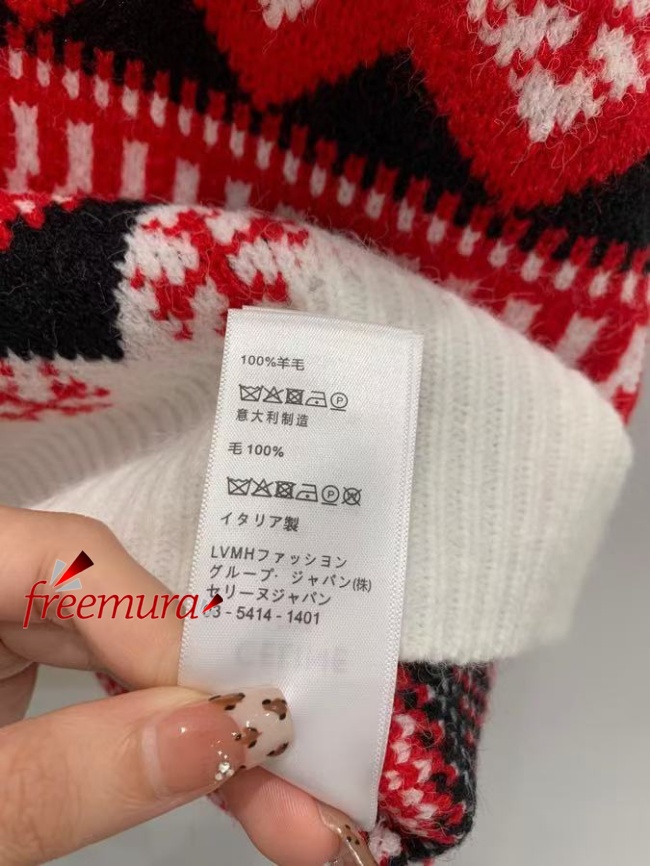 100%羊毛
P
意大利制造
毛 100%
P
イタリア製
LVMHファッション
グループ・ジャパン(株)
セリーヌジャパン
3 - 5414 - 1401
CELINE
freemura